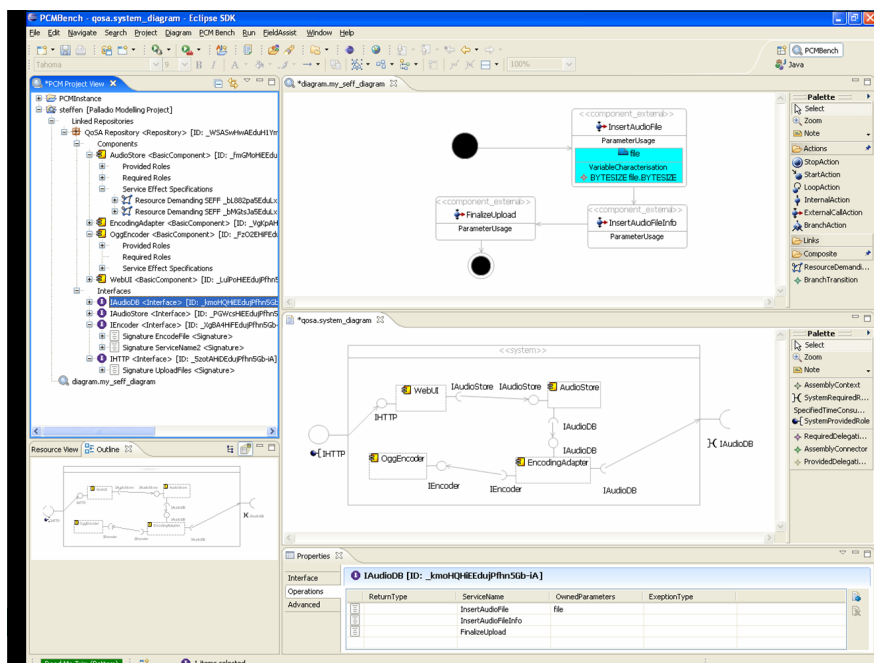 PCMBench - qosa.system_diagram - Eclipse SDK
File Edit Navigate Search Project Diagram PCM Bench Run FieldAssist Window Help
Tahoma 9 B I A 100%
PCMBench
Java
*PCM Project View
PCMInstance
steffen [Palladio Modelling Project]
Linked Repositories
QoSA Repository <Repository> [ID:
Components
AudioStore <BasicComponent> [ID:
Provided Roles
Required Roles
Service Effect Specifications
Resource Demanding SEFF
Resource Demanding SEFF
EncodingAdapter <BasicComponent> [ID:
OggEncoder <BasicComponent> [ID:
Provided Roles
Required Roles
Service Effect Specifications
WebUI <BasicComponent> [ID:
Interfaces
IAudioDB <Interface> [ID: _kmoHQHiEEdujPfhn5Gb
IAudioStore <Interface> [ID:
IEncoder <Interface> [ID:
Signature EncodeFile <Signature>
Signature ServiceName2 <Signature>
IHTTP <Interface> [ID:
Signature UploadFiles <Signature>
diagram.my_seff_diagram
Resource View Outline
*diagram.my_seff_diagram
<<component_external>>
InsertAudioFile
ParameterUsage
file
VariableCharacterisation
BYTESIZE file.BYTESIZE
<<component_external>>
FinalizeUpload
ParameterUsage
<<component_external>>
InsertAudioFileInfo
ParameterUsage
Palette
Select
Zoom
Note
Actions
StopAction
StartAction
LoopAction
InternalAction
ExternalCallAction
BranchAction
Links
Composite
ResourceDemandi...
BranchTransition
*qosa.system_diagram
<<system>>
WebUI
IAudioStore
IAudioStore
AudioStore
IHTTP
IHTTP
IAudioDB
IAudioDB
OggEncoder
EncodingAdapter
IEncoder
IEncoder
IAudioDB
IAudioDB
Palette
Select
Zoom
Note
AssemblyContext
SystemRequiredR...
SpecifiedTimeConsu...
SystemProvidedRole
RequiredDelegati...
AssemblyConnector
ProvidedDelegati...
Properties
Interface
Operations
Advanced
IAudioDB [ID: _kmoHQHiEEdujPfhn5Gb-iA]
ReturnType ServiceName OwnedParameters ExeptionType
InsertAudioFile file
InsertAudioFileInfo
FinalizeUpload
1 items selected